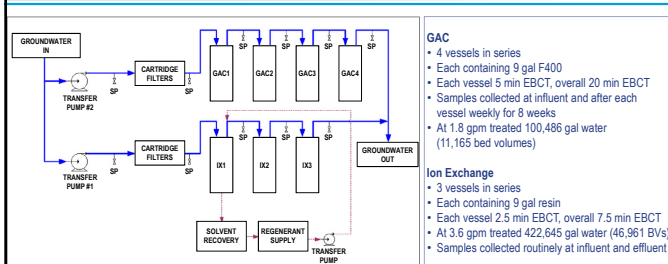 GROUNDWATER
IN
TRANSFER
PUMP #2
SP
CARTRIDGE
FILTERS
SP
GAC1
SP
GAC2
SP
GAC3
SP
GAC4
SP
TRANSFER
PUMP #1
SP
CARTRIDGE
FILTERS
SP
IX1
SP
IX2
SP
IX3
SP
GROUNDWATER
OUT
SOLVENT
RECOVERY
REGENERANT
SUPPLY
TRANSFER
PUMP
GAC
• 4 vessels in series
• Each containing 9 gal F400
• Each vessel 5 min EBCT, overall 20 min EBCT
• Samples collected at influent and after each
vessel weekly for 8 weeks
• At 1.8 gpm treated 100,486 gal water
(11,165 bed volumes)
Ion Exchange
• 3 vessels in series
• Each containing 9 gal resin
• Each vessel 2.5 min EBCT, overall 7.5 min EBCT
• At 3.6 gpm treated 422,645 gal water (46,961 BVs)
• Samples collected routinely at influent and effluent